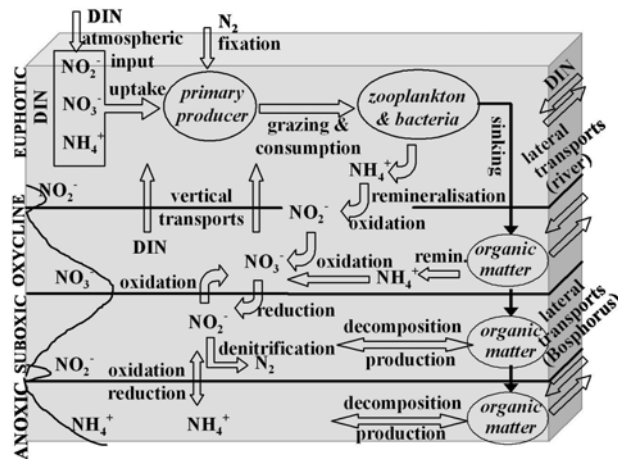 DIN
atmospheric
input
N2
fixation
DIN
NO2-
NO3-
NH4+
uptake
primary
producer
grazing &
consumption
zooplankton
& bacteria
sinking
DIN
lateral
transports
(river)
EUPHOTIC
OXYCLINE
SUBOXIC
ANOXIC
NH4+
remineralisation
NO2-
oxidation
NO2-
vertical
transports
DIN
NO3-
oxidation
NO3-
oxidation
NH4+
remin.
organic
matter
reduction
NO2-
denitrification
N2
decomposition
production
organic
matter
lateral
transports
(Bosphorus)
NO2-
oxidation
reduction
NH4+
NH4+
decomposition
production
organic
matter